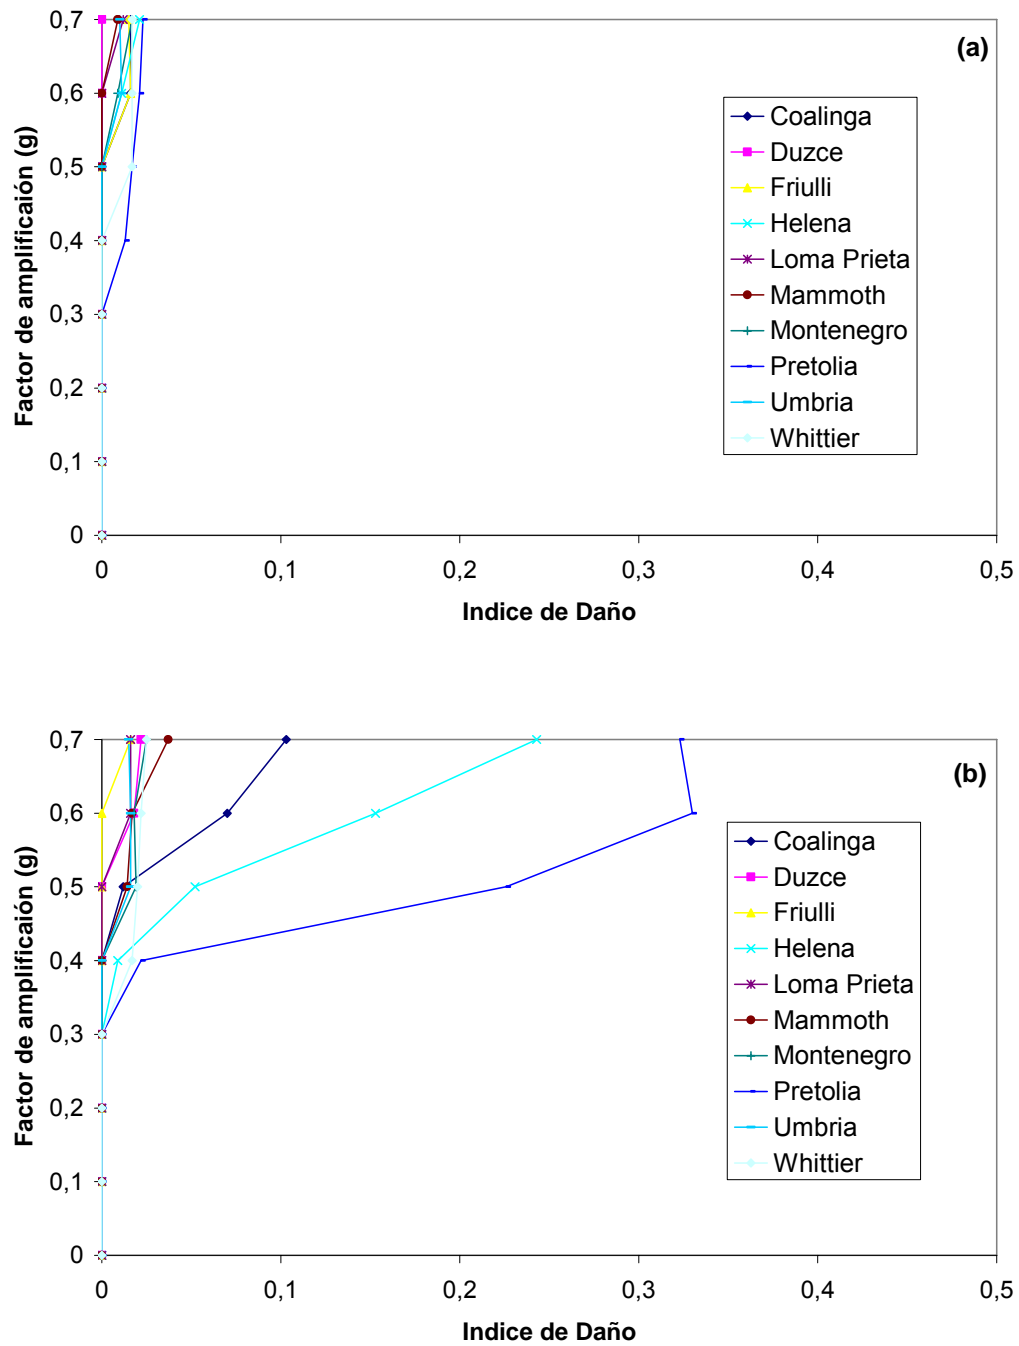 0,7
(a)
0,6
0,5
0,4
0,3
0,2
0,1
0
Factor de amplificaión (g)
Coalinga
Duzce
Friulli
Helena
Loma Prieta
Mammoth
Montenegro
Pretolia
Umbria
Whittier
0 0,1 0,2 0,3 0,4 0,5
Indice de Daño
0,7
(b)
0,6
0,5
0,4
0,3
0,2
0,1
0
Factor de amplificaión (g)
Coalinga
Duzce
Friulli
Helena
Loma Prieta
Mammoth
Montenegro
Pretolia
Umbria
Whittier
0 0,1 0,2 0,3 0,4 0,5
Indice de Daño